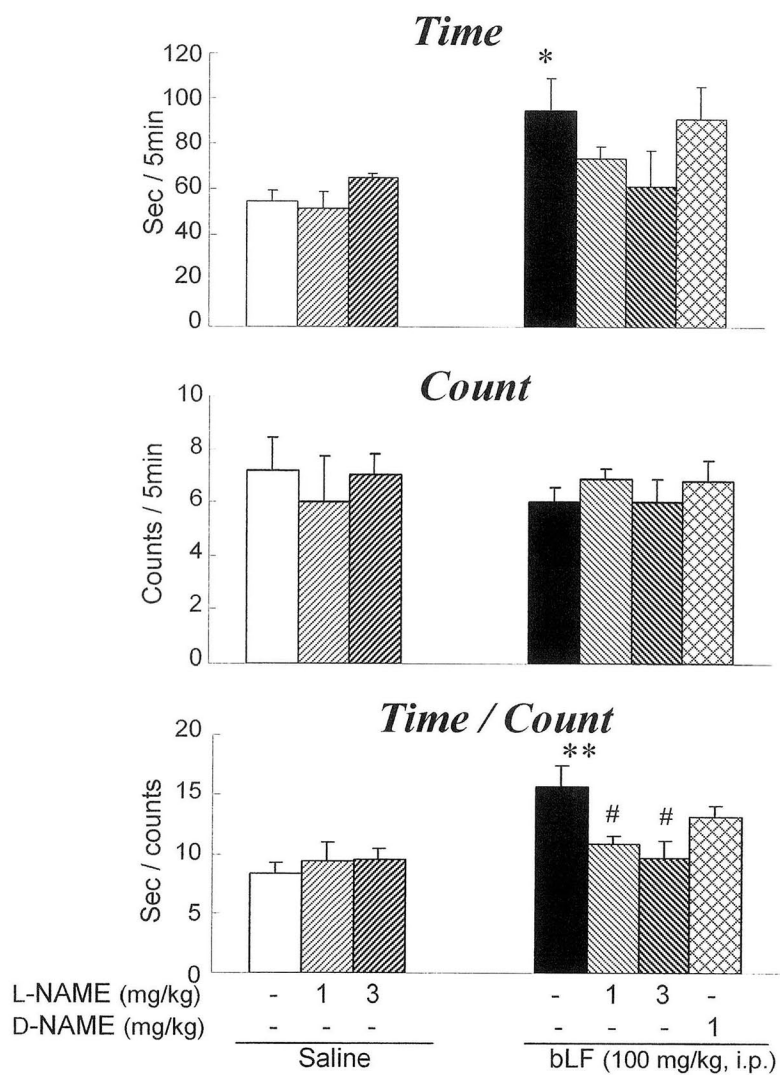 Time
120
100
80
60
40
20
0
Sec / 5min
*
Count
10
8
6
4
2
0
Counts / 5min
Time / Count
20
15
10
5
0
Sec / counts
**
# #
L-NAME (mg/kg) - 1 3 - 1 3 -
D-NAME (mg/kg) - - - - - - 1
Saline bLF (100 mg/kg, i.p.)